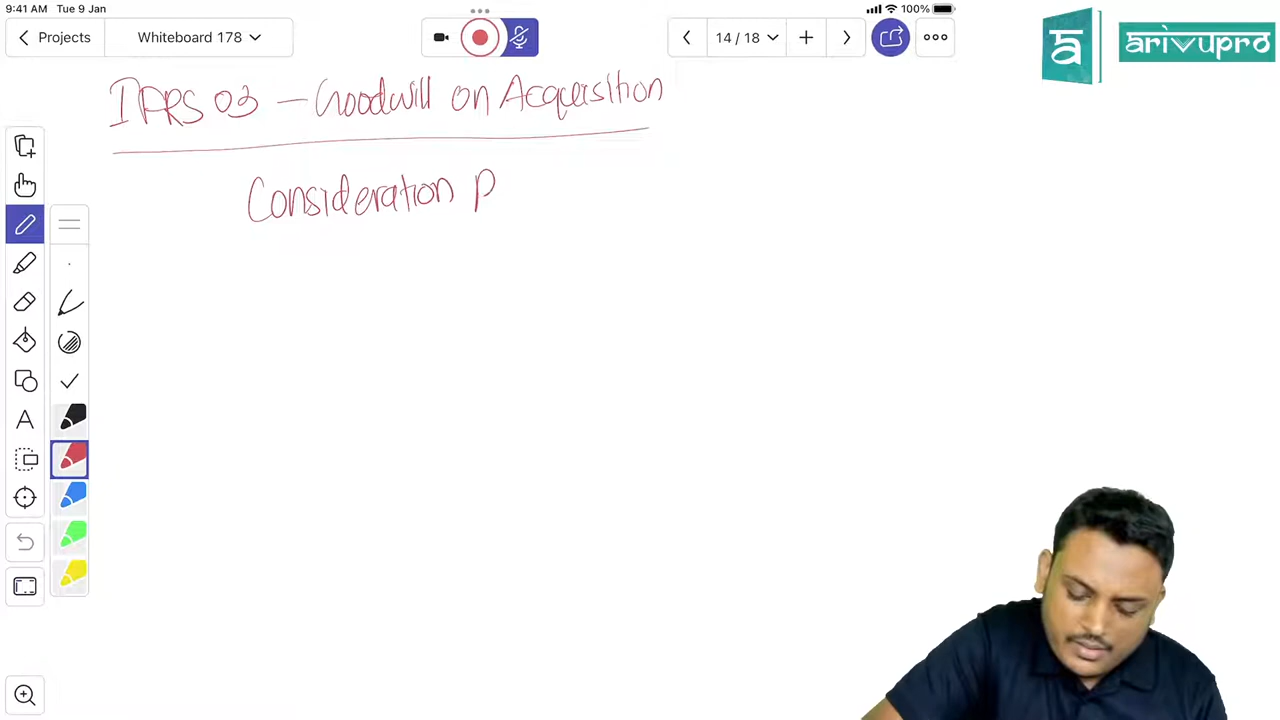 9:41 AM Tue 9 Jan
100%
Projects
Whiteboard 178
14 / 18
a
arivupro
IFRS 03 – Goodwill on Acquisition
Consideration P
A